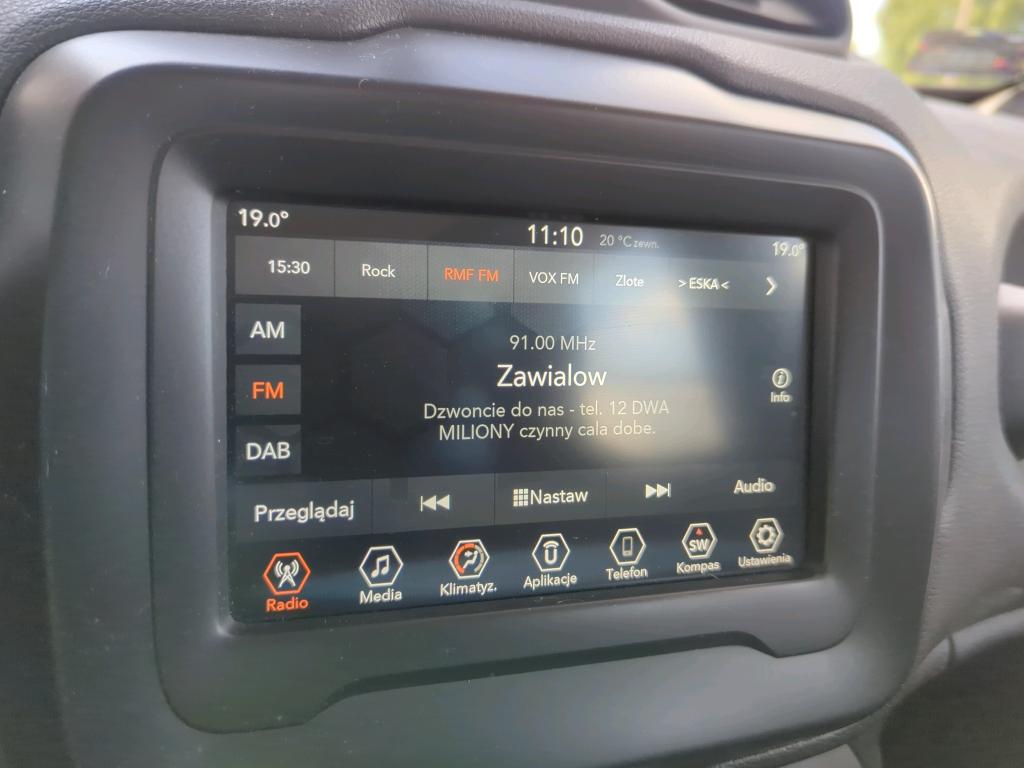 19.0°
11:10
20 °C zewn.
19.0°
15:30
Rock
RMF FM
VOX FM
Zlote
> ESKA <
AM
91.00 MHz
FM
Zawialow
Info
Dzwoncie do nas - tel. 12 DWA
MILIONY czynny cala dobe.
DAB
Przeglądaj
Nastaw
Audio
SW
Radio
Media
Klimatyz.
Aplikacje
Telefon
Kompas
Ustawienia